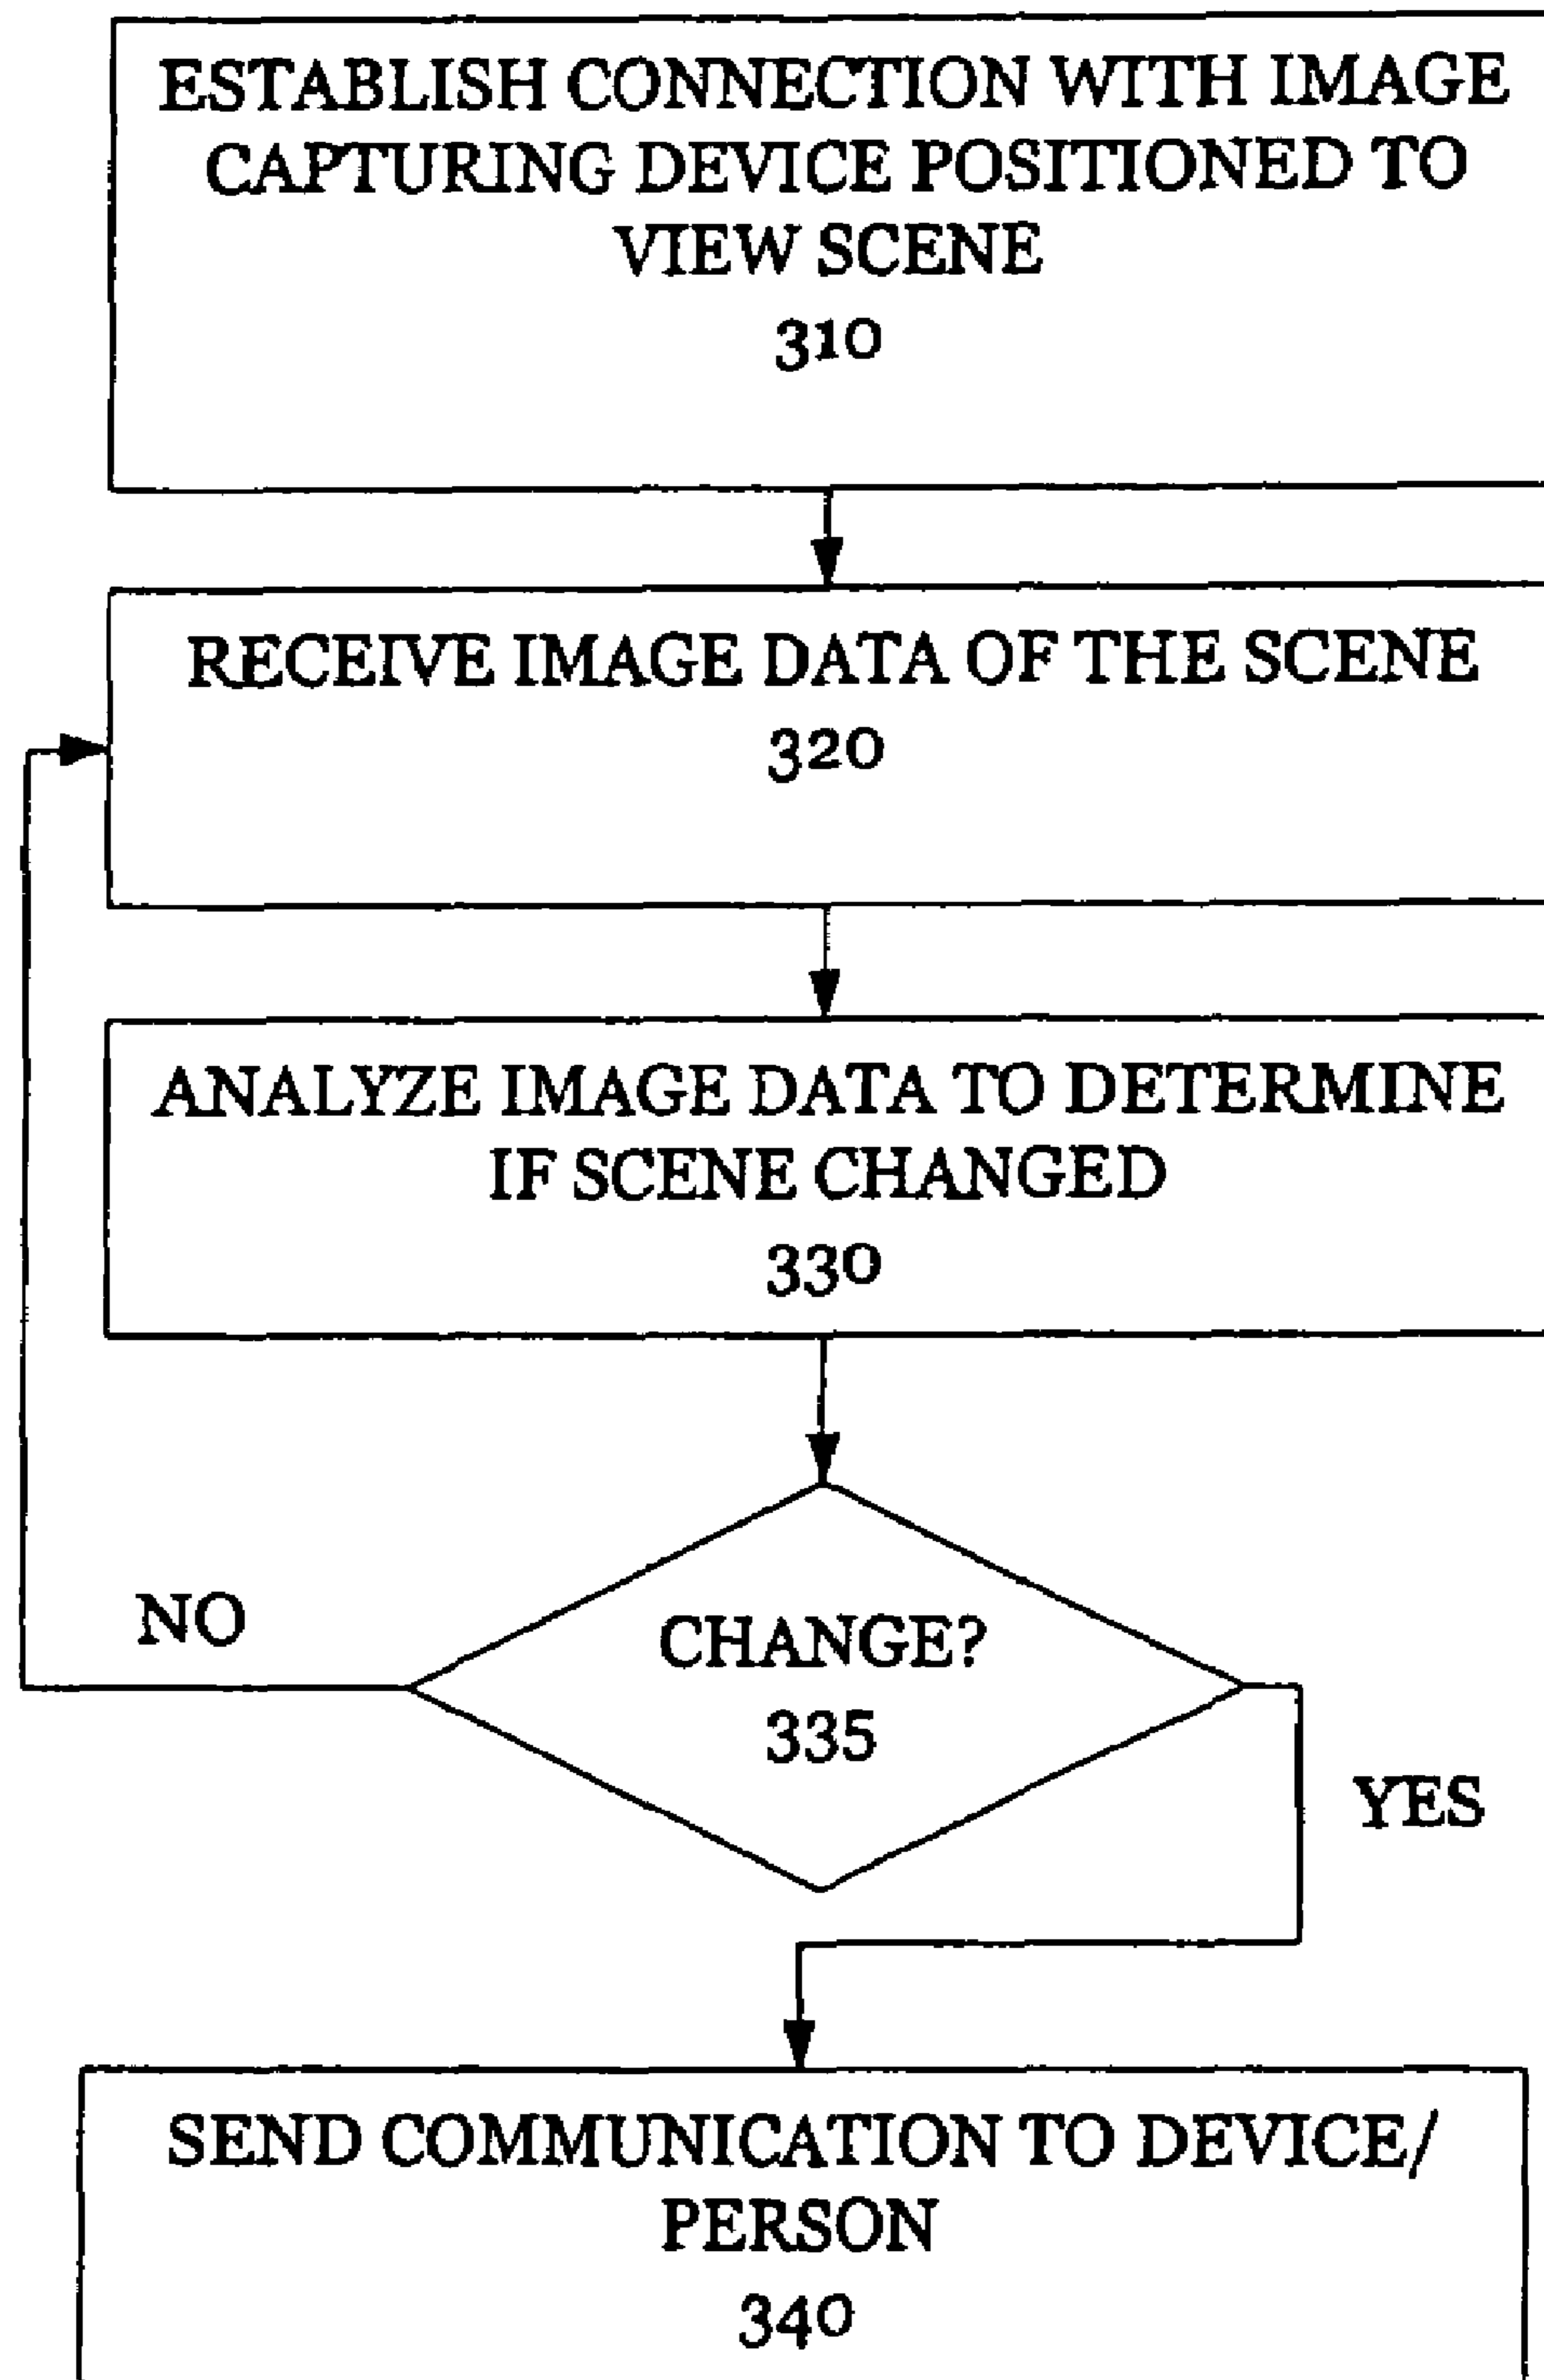 ESTABLISH CONNECTION WITH IMAGE
CAPTURING DEVICE POSITIONED TO
VIEW SCENE
310
RECEIVE IMAGE DATA OF THE SCENE
320
ANALYZE IMAGE DATA TO DETERMINE
IF SCENE CHANGED
330
NO
CHANGE?
335
YES
SEND COMMUNICATION TO DEVICE/
PERSON
340